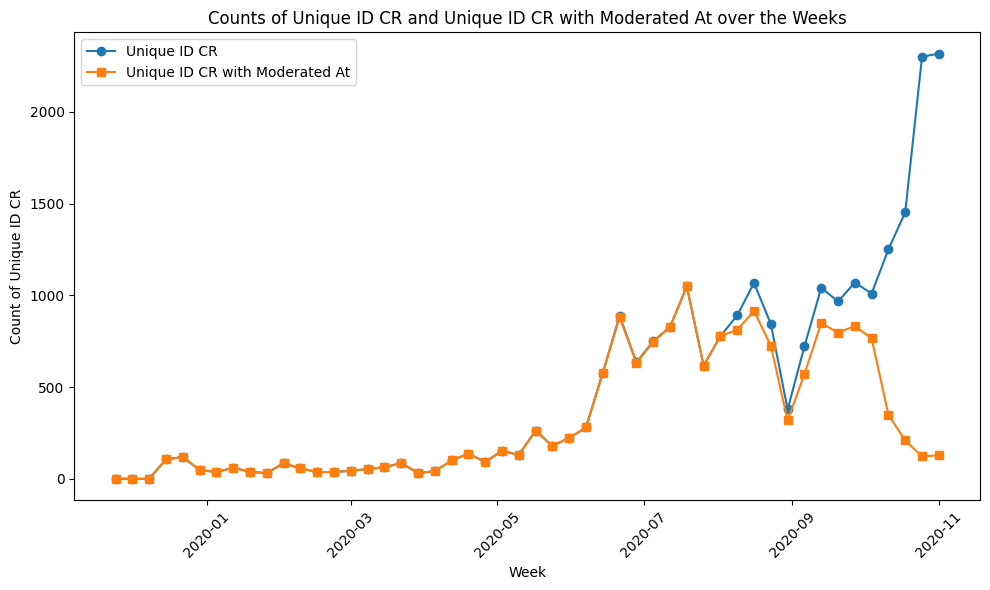 Counts of Unique ID CR and Unique ID CR with Moderated At over the Weeks
Unique ID CR
Unique ID CR with Moderated At
Count of Unique ID CR
2000
1500
1000
500
0
2020-01
2020-03
2020-05
2020-07
2020-09
2020-11
Week